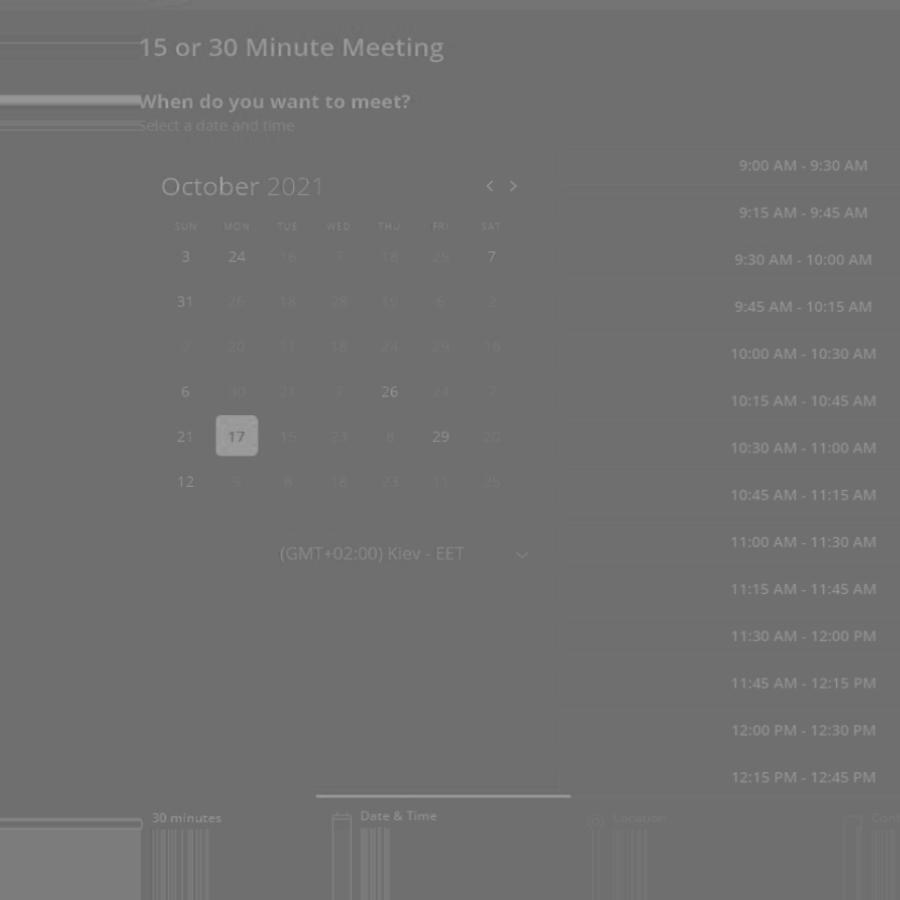 15 or 30 Minute Meeting
When do you want to meet?
Select a date and time
October 2021
SUN MON TUE WED THU FRI SAT
3 24 16 7 18 25 7
31 26 18 28 19 6 2
7 20 11 18 24 29 16
6 30 21 7 26 24 7
21 17 15 23 8 29 20
12 9 8 18 23 11 25
(GMT+02:00) Kiev - EET
9:00 AM - 9:30 AM
9:15 AM - 9:45 AM
9:30 AM - 10:00 AM
9:45 AM - 10:15 AM
10:00 AM - 10:30 AM
10:15 AM - 10:45 AM
10:30 AM - 11:00 AM
10:45 AM - 11:15 AM
11:00 AM - 11:30 AM
11:15 AM - 11:45 AM
11:30 AM - 12:00 PM
11:45 AM - 12:15 PM
12:00 PM - 12:30 PM
12:15 PM - 12:45 PM
30 minutes
Date & Time
Location